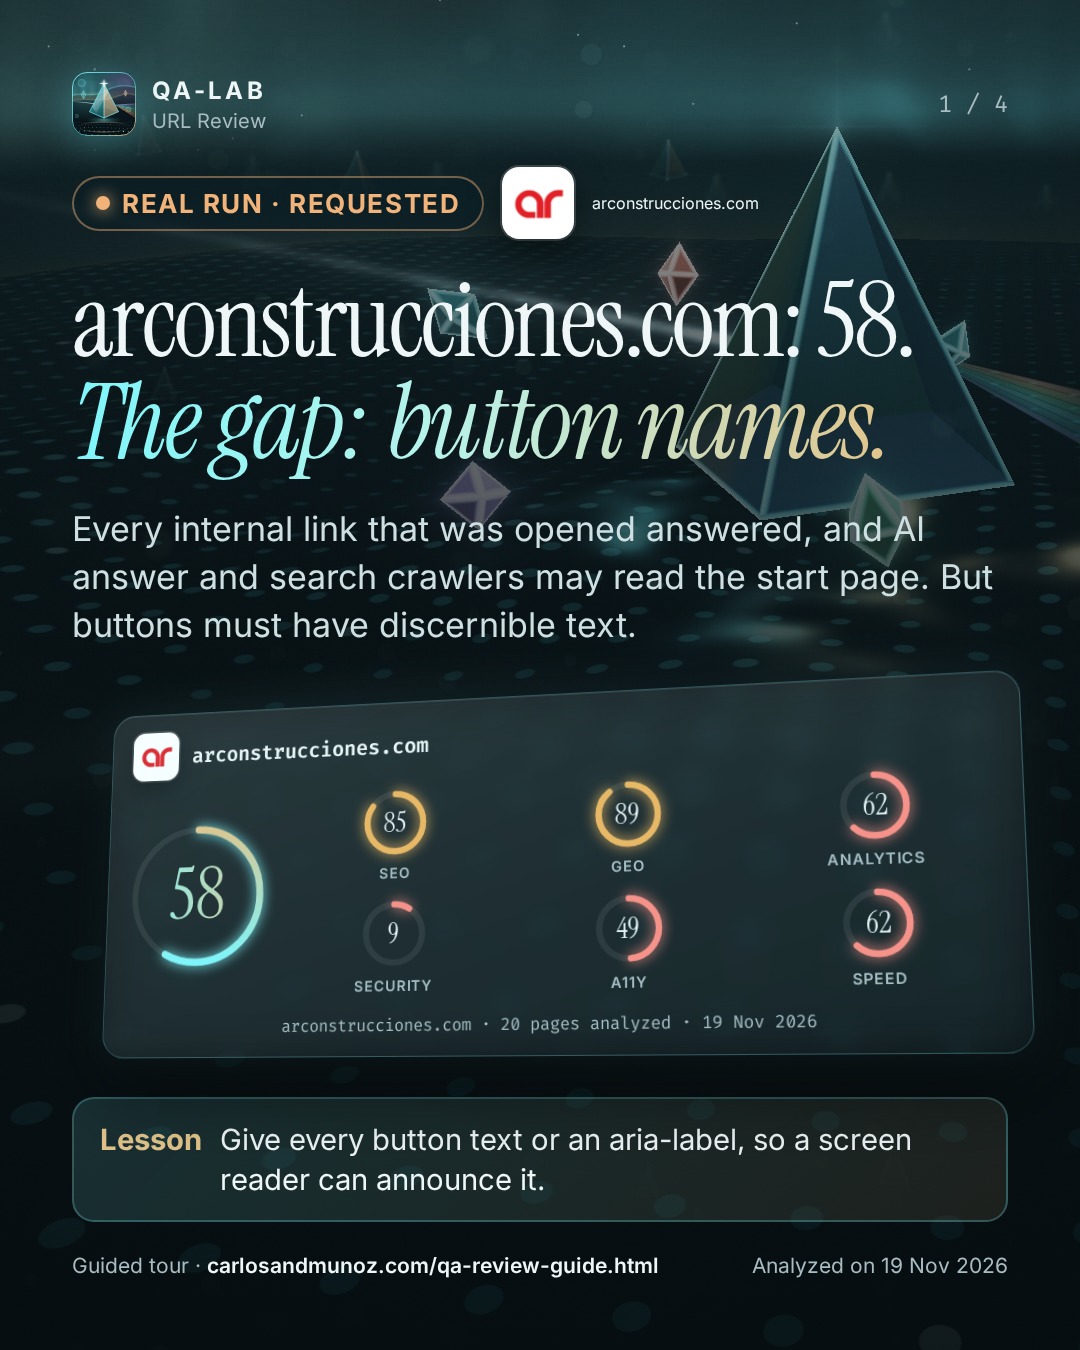 QA-LAB
URL Review
1 / 4
REAL RUN · REQUESTED
ar
arconstrucciones.com
arconstrucciones.com: 58.
The gap: button names.
Every internal link that was opened answered, and AI
answer and search crawlers may read the start page. But
buttons must have discernible text.
ar
arconstrucciones.com
58
85
SEO
89
GEO
62
ANALYTICS
9
SECURITY
49
A11Y
62
SPEED
arconstrucciones.com · 20 pages analyzed · 19 Nov 2026
Lesson
Give every button text or an aria-label, so a screen
reader can announce it.
Guided tour · carlosandmunoz.com/qa-review-guide.html
Analyzed on 19 Nov 2026